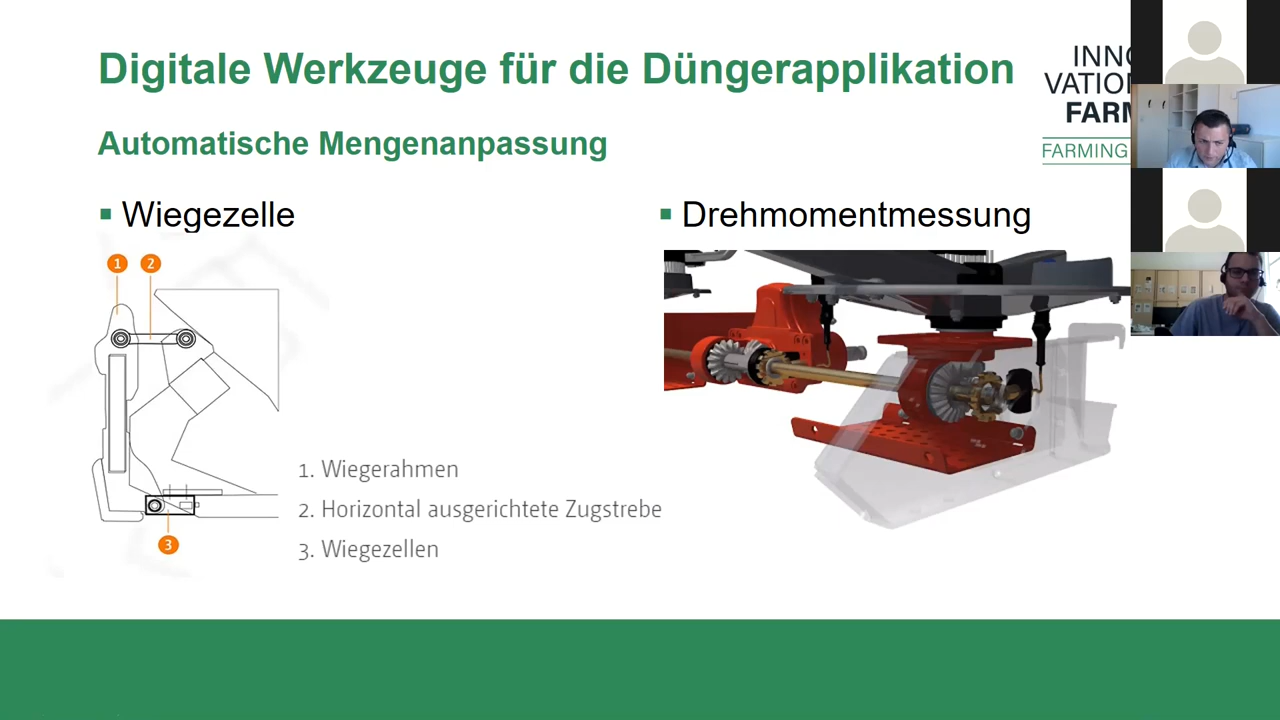 Digitale Werkzeuge für die Düngerapplikation
INNO
VATION
FARM
FARMING
Automatische Mengenanpassung
Wiegezelle
Drehmomentmessung
1 2
3
1. Wiegerahmen
2. Horizontal ausgerichtete Zugstrebe
3. Wiegezellen